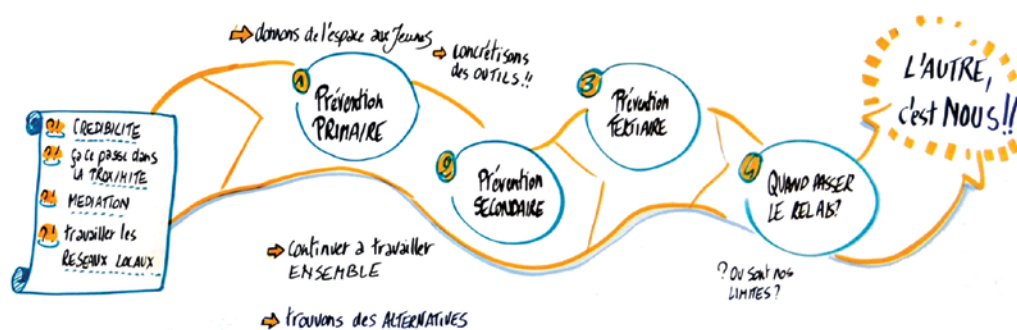 ?! CREDIBILITE
?! ça ce passe dans
LA PROXIMITE
?! MEDIATION
?! travailler les
RESEAUX LOCAUX
donnons de l'espace aux Jeunes
concrétisons
des OUTILS!!
1
Prévention
PRIMAIRE
2
Prévention
SECONDAIRE
3
Prévention
TERTIAIRE
4
QUAND PASSER
LE RELAIS?
? OU sont nos
LIMITES?
continuer a travailler
ENSEMBLE
trouvons des ALTERNATIVES
L'AUTRE,
c'est NOUS!!